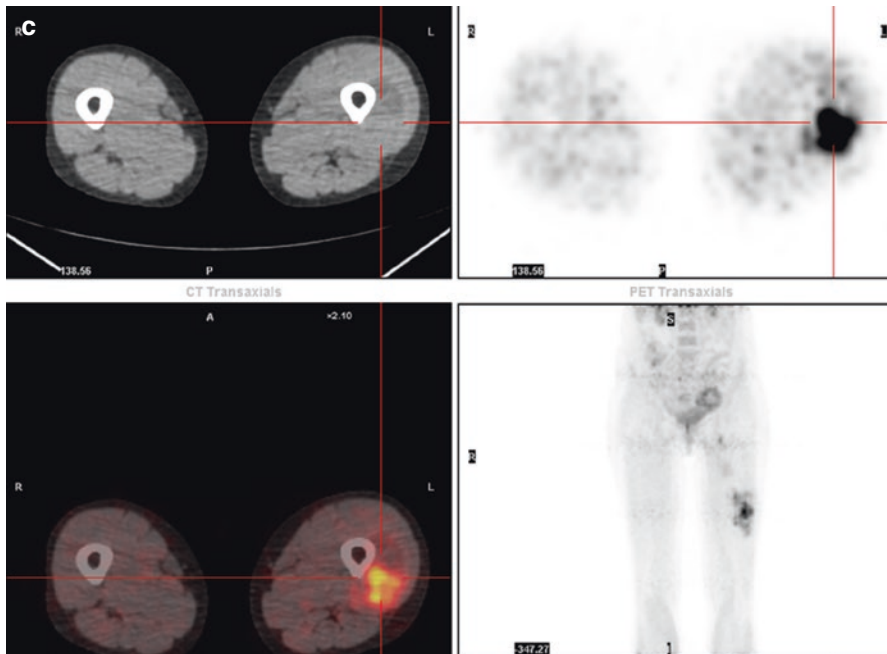 c
R
L
138.56
P
CT Transaxials
R
L
138.56
P
PET Transaxials
A
×2.10
R
L
S
R
-347.27
I